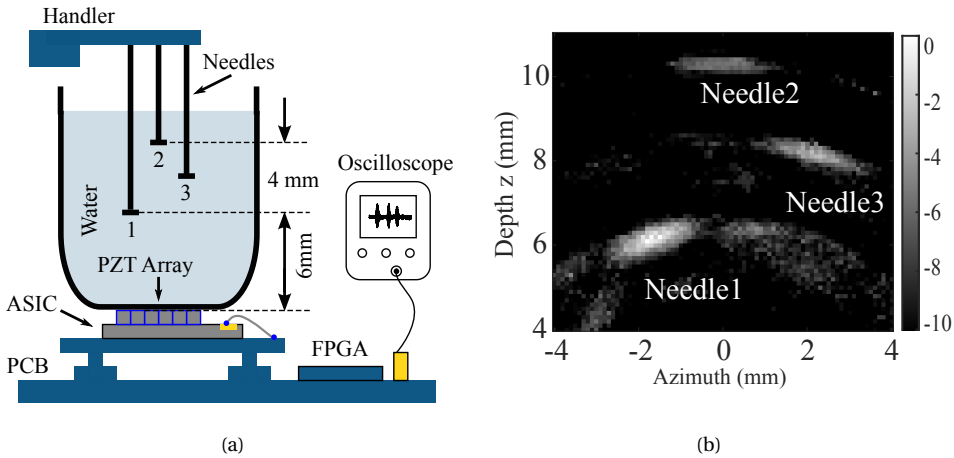 Handler
Needles
2
3
1
4 mm
6mm
Water
PZT Array
ASIC
PCB
FPGA
Oscilloscope
(a)
Needle2
Needle3
Needle1
10
8
6
4
Depth z (mm)
-4
-2
0
2
4
Azimuth (mm)
0
-2
-4
-6
-8
-10
(b)